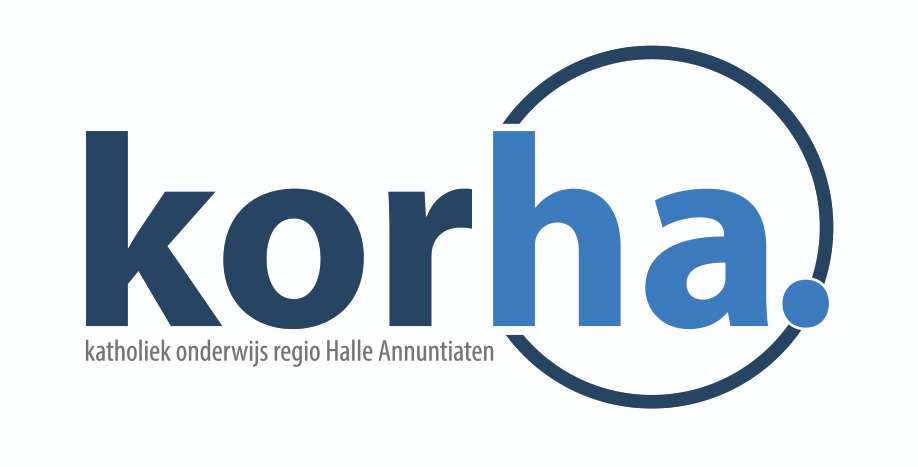 korha.
katholiek onderwijs regio Halle Annuntiaten